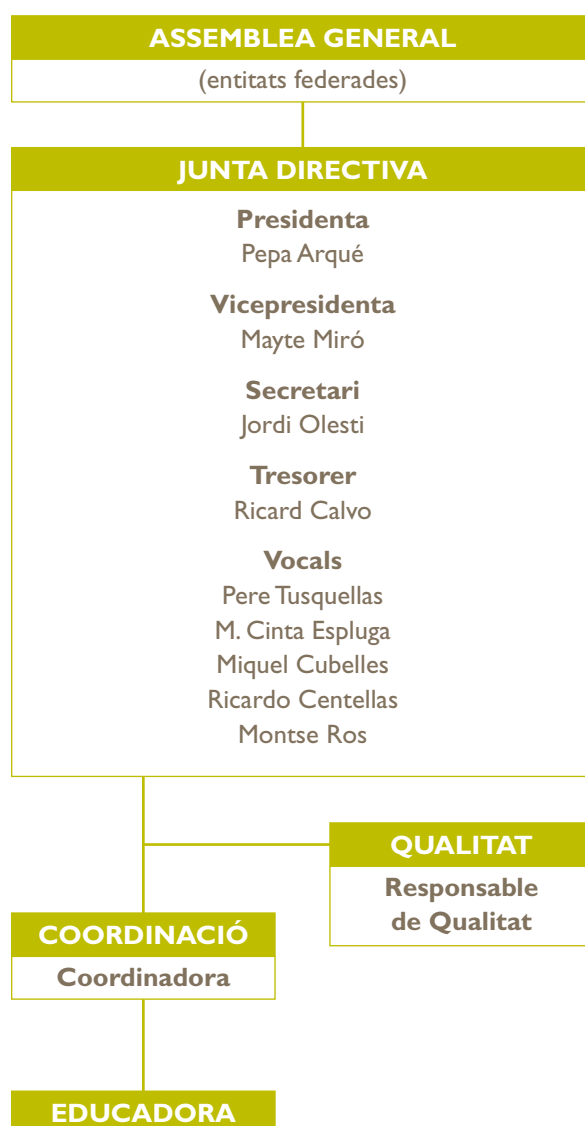 ASSEMBLEA GENERAL
(entitats federades)
JUNTA DIRECTIVA
Presidenta
Pepa Arqué
Vicepresidenta
Mayte Miró
Secretari
Jordi Olesti
Tresorer
Ricard Calvo
Vocals
Pere Tusquellas
M. Cinta Espluga
Miquel Cubelles
Ricardo Centellas
Montse Ros
QUALITAT
Responsable
de Qualitat
COORDINACIÓ
Coordinadora
EDUCADORA